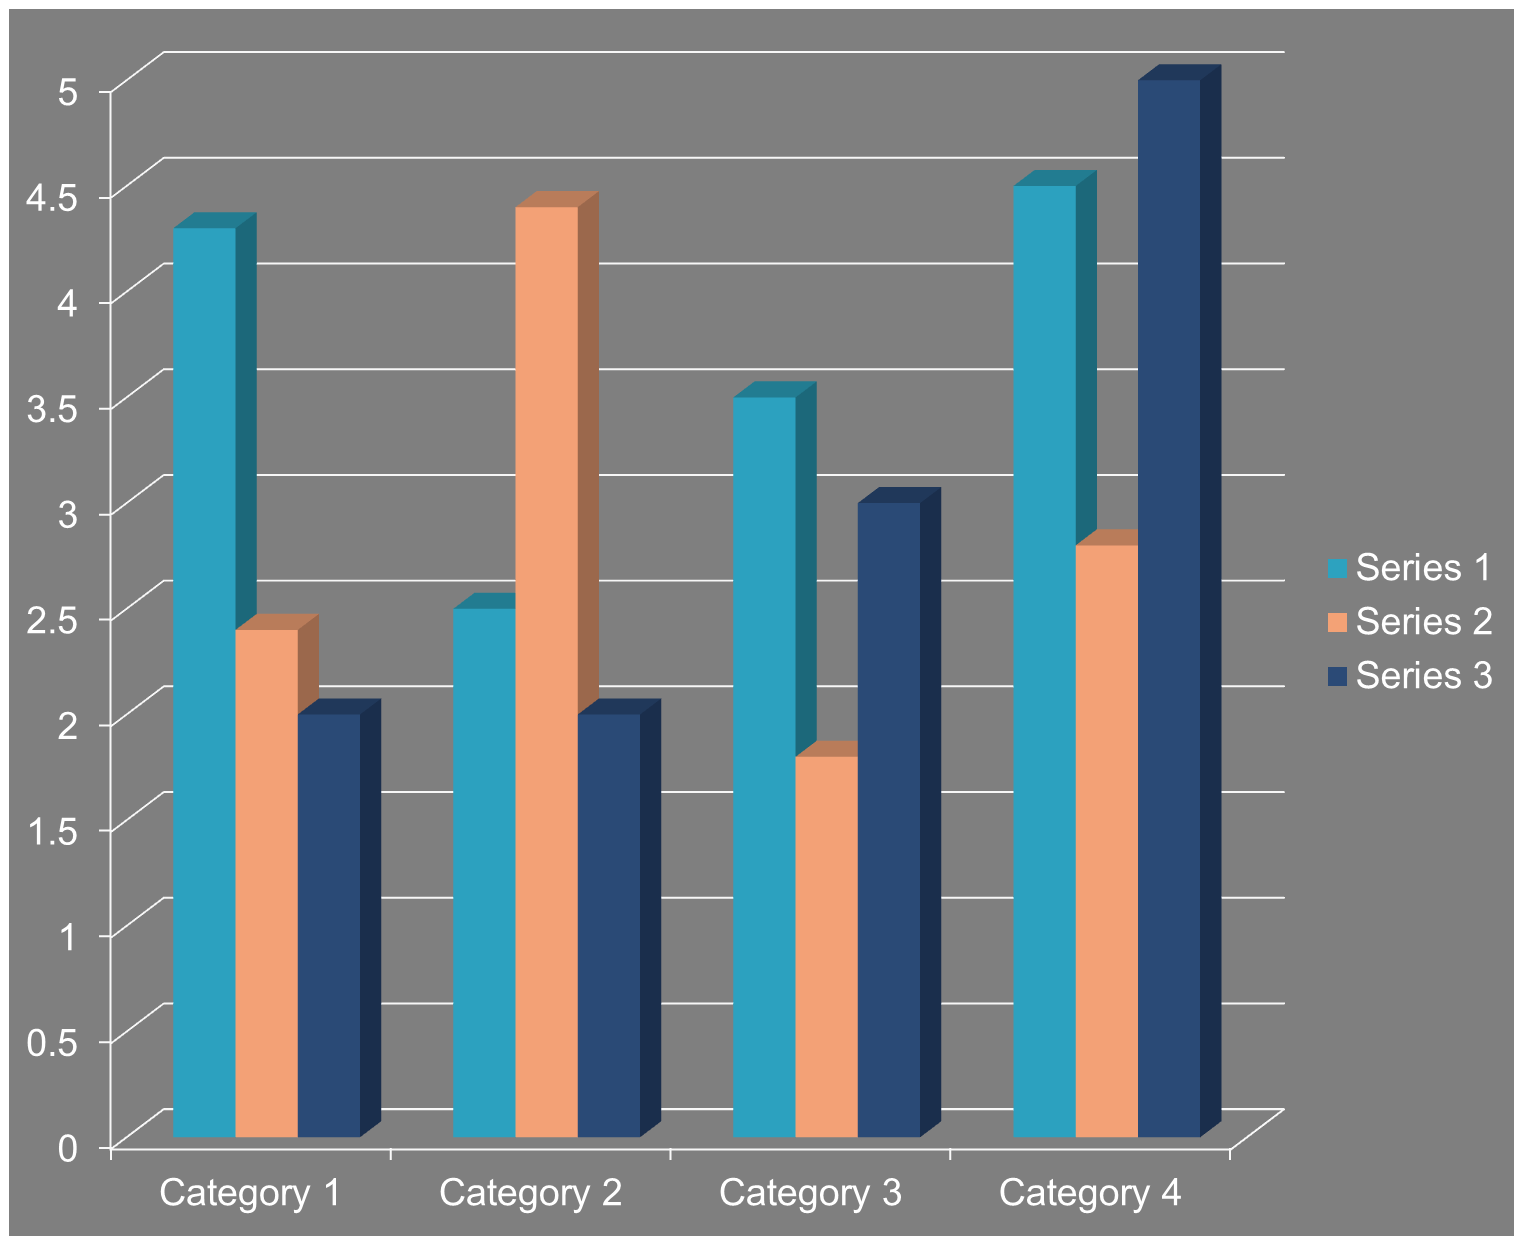 5
4.5
4
3.5
3
2.5
2
1.5
1
0.5
0
Category 1
Category 2
Category 3
Category 4
Series 1
Series 2
Series 3